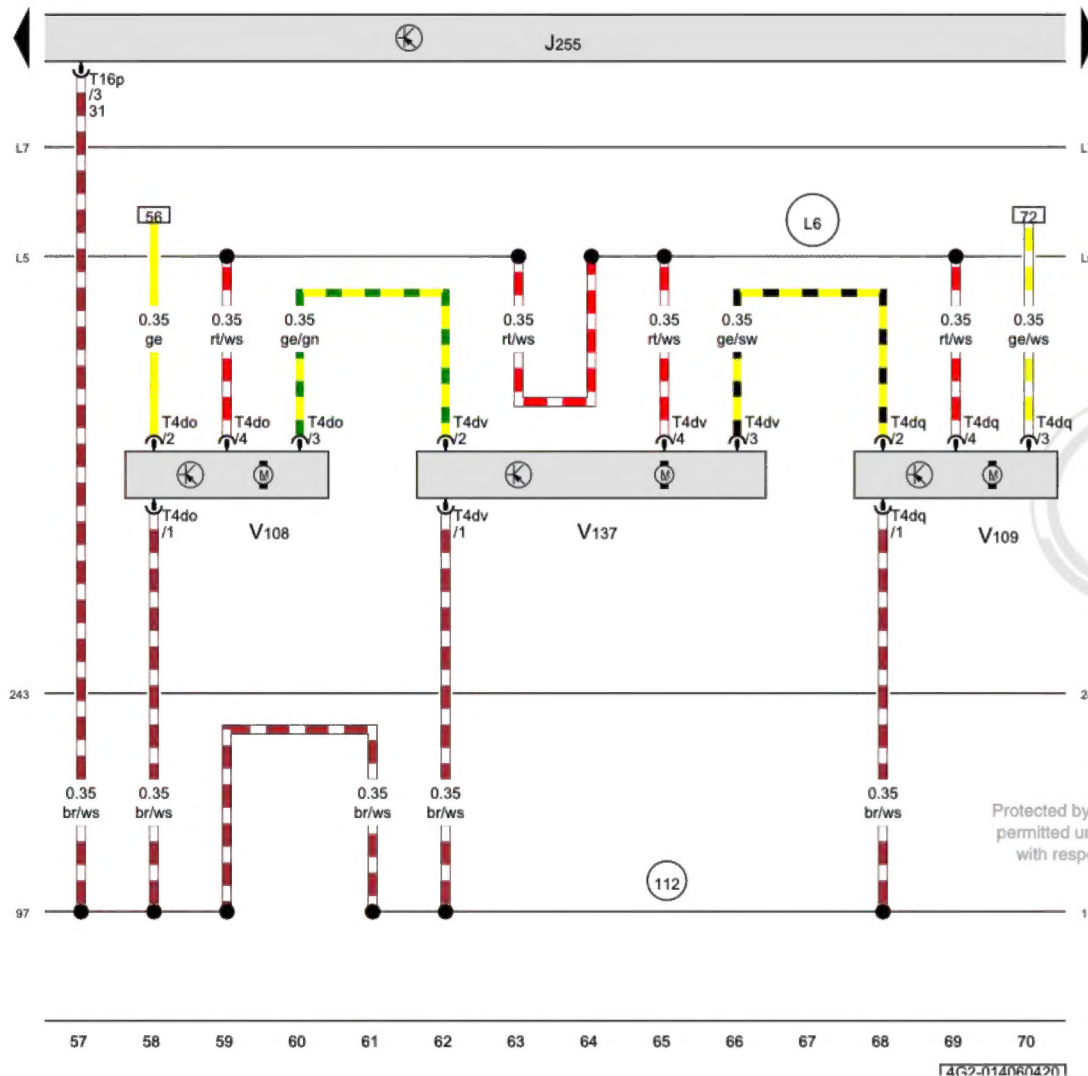 J255
T16p
/3
31
L7
56
L6
72
L5
0.35 0.35 0.35 0.35 0.35 0.35 0.35 0.35
ge rt/ws ge/gn rt/ws rt/ws ge/sw rt/ws ge/ws
T4do T4do T4do T4dv T4dv T4dv T4dq T4dq T4dq
/2 /4 /3 /2 /4 /3 /2 /4 /3
M M M
T4do T4dv T4dq
/1 /1 /1
V108 V137 V109
243
0.35 0.35 0.35 0.35 0.35
br/ws br/ws br/ws br/ws br/ws
Protected by
permitted
with
112
97
57 58 59 60 61 62 63 64 65 66 67 68 69 70
4G2-014060420